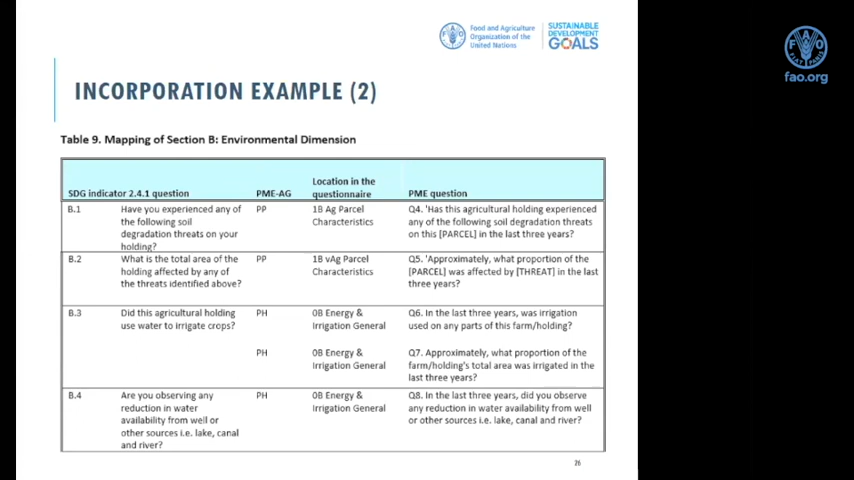 Food and Agriculture
Organization of the
United Nations
SUSTAINABLE
DEVELOPMENT
GOALS
FAO
FIAT PANIS
fao.org
INCORPORATION EXAMPLE (2)
Table 9. Mapping of Section B: Environmental Dimension
SDG indicator 2.4.1 question PME-AG Location in the questionnaire PME question
B.1 Have you experienced any of the following soil degradation threats on your holding? PP 1B Ag Parcel Characteristics Q4. 'Has this agricultural holding experienced any of the following soil degradation threats on this [PARCEL] in the last three years?
B.2 What is the total area of the holding affected by any of the threats identified above? PP 1B vAg Parcel Characteristics Q5. 'Approximately, what proportion of the [PARCEL] was affected by [THREAT] in the last three years?
B.3 Did this agricultural holding use water to irrigate crops? PH 0B Energy & Irrigation General Q6. In the last three years, was irrigation used on any parts of this farm/holding?
PH 0B Energy & Irrigation General Q7. Approximately, what proportion of the farm/holding's total area was irrigated in the last three years?
B.4 Are you observing any reduction in water availability from well or other sources i.e. lake, canal and river? PH 0B Energy & Irrigation General Q8. In the last three years, did you observe any reduction in water availability from well or other sources i.e. lake, canal and river?
26